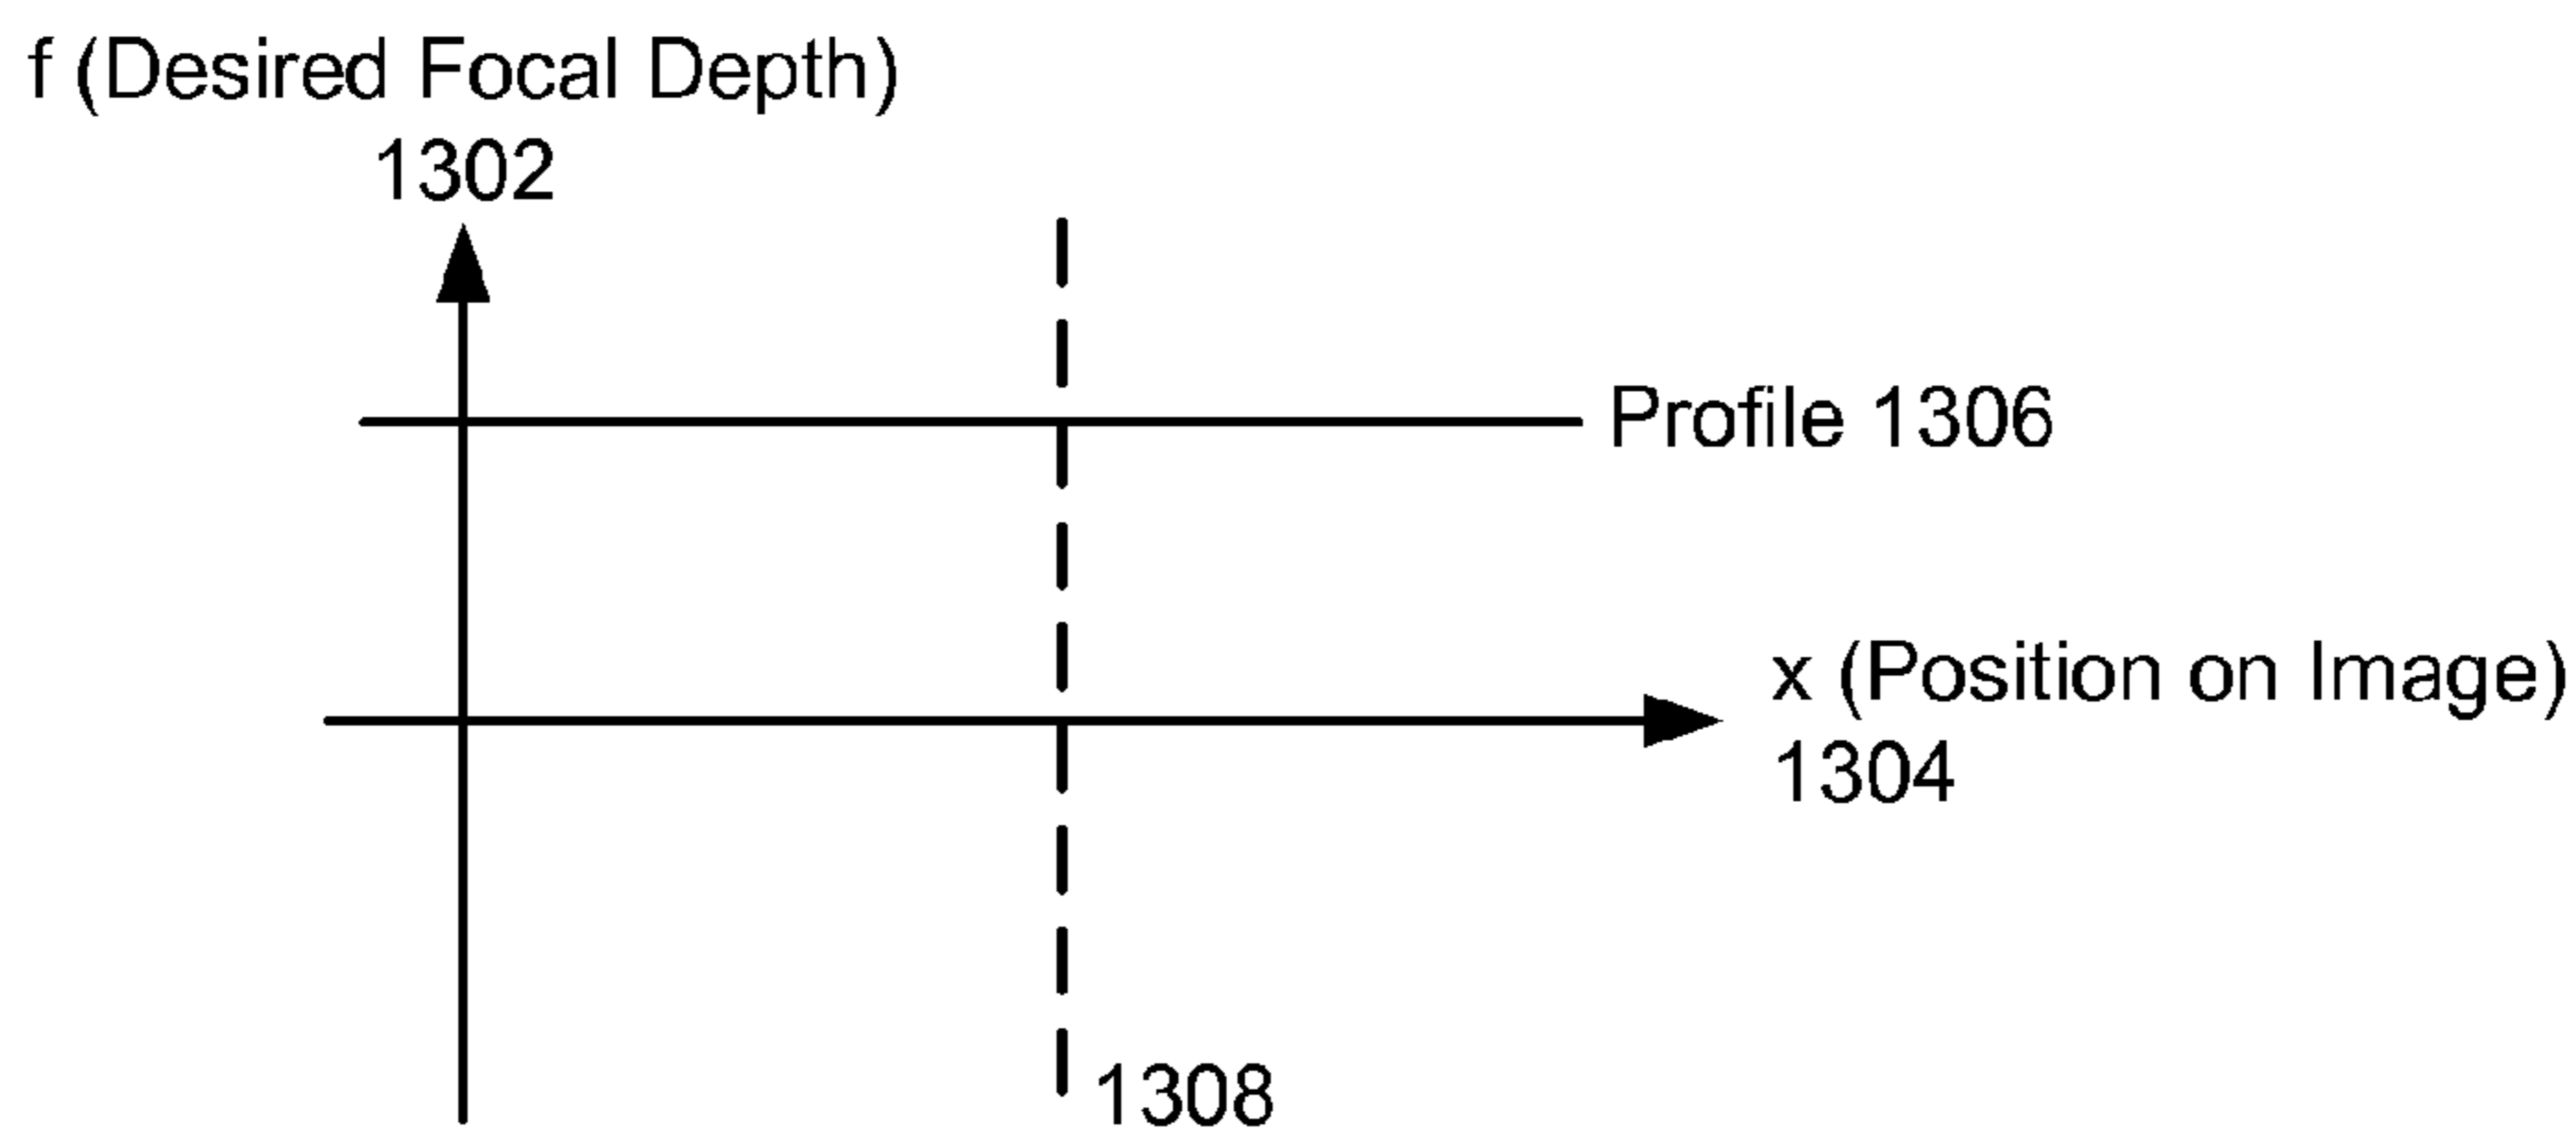 f (Desired Focal Depth)
1302
Profile 1306
x (Position on Image)
1304
1308